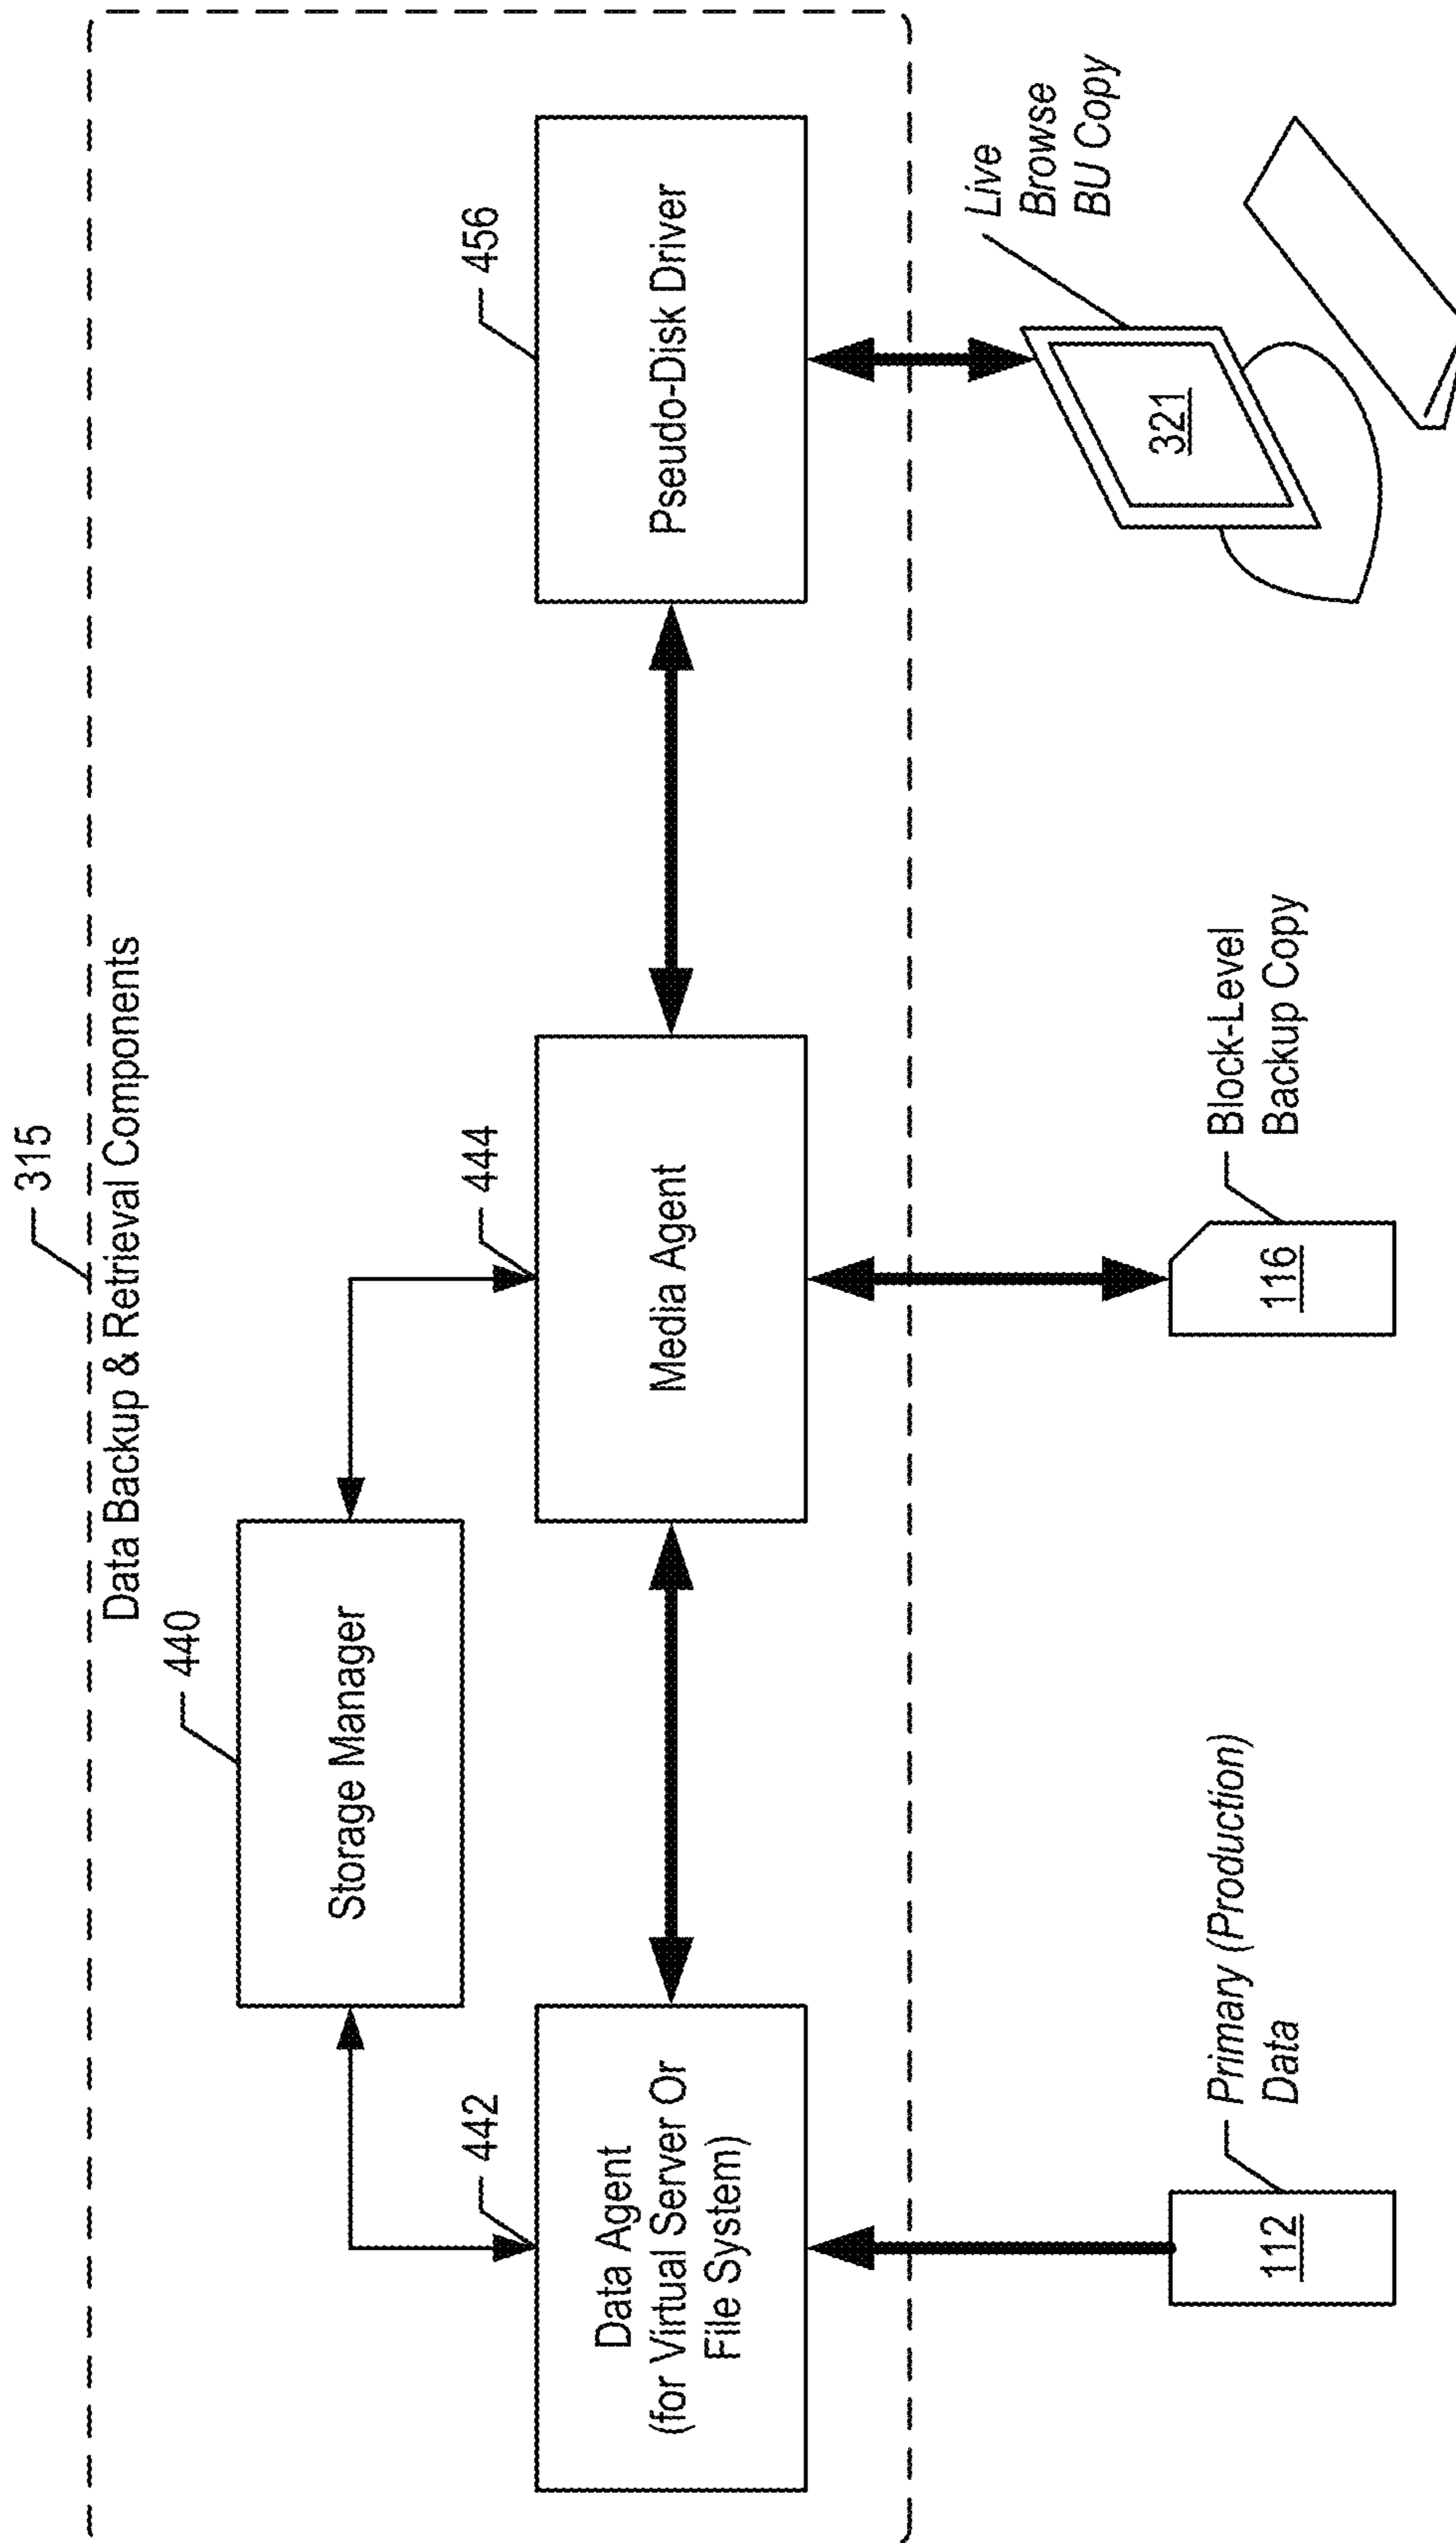 315
Data Backup & Retrieval Components
440
Storage Manager
442
Data Agent
(for Virtual Server Or
File System)
444
Media Agent
456
Pseudo-Disk Driver
112
Primary (Production)
Data
116
Block-Level
Backup Copy
321
Live
Browse
BU Copy